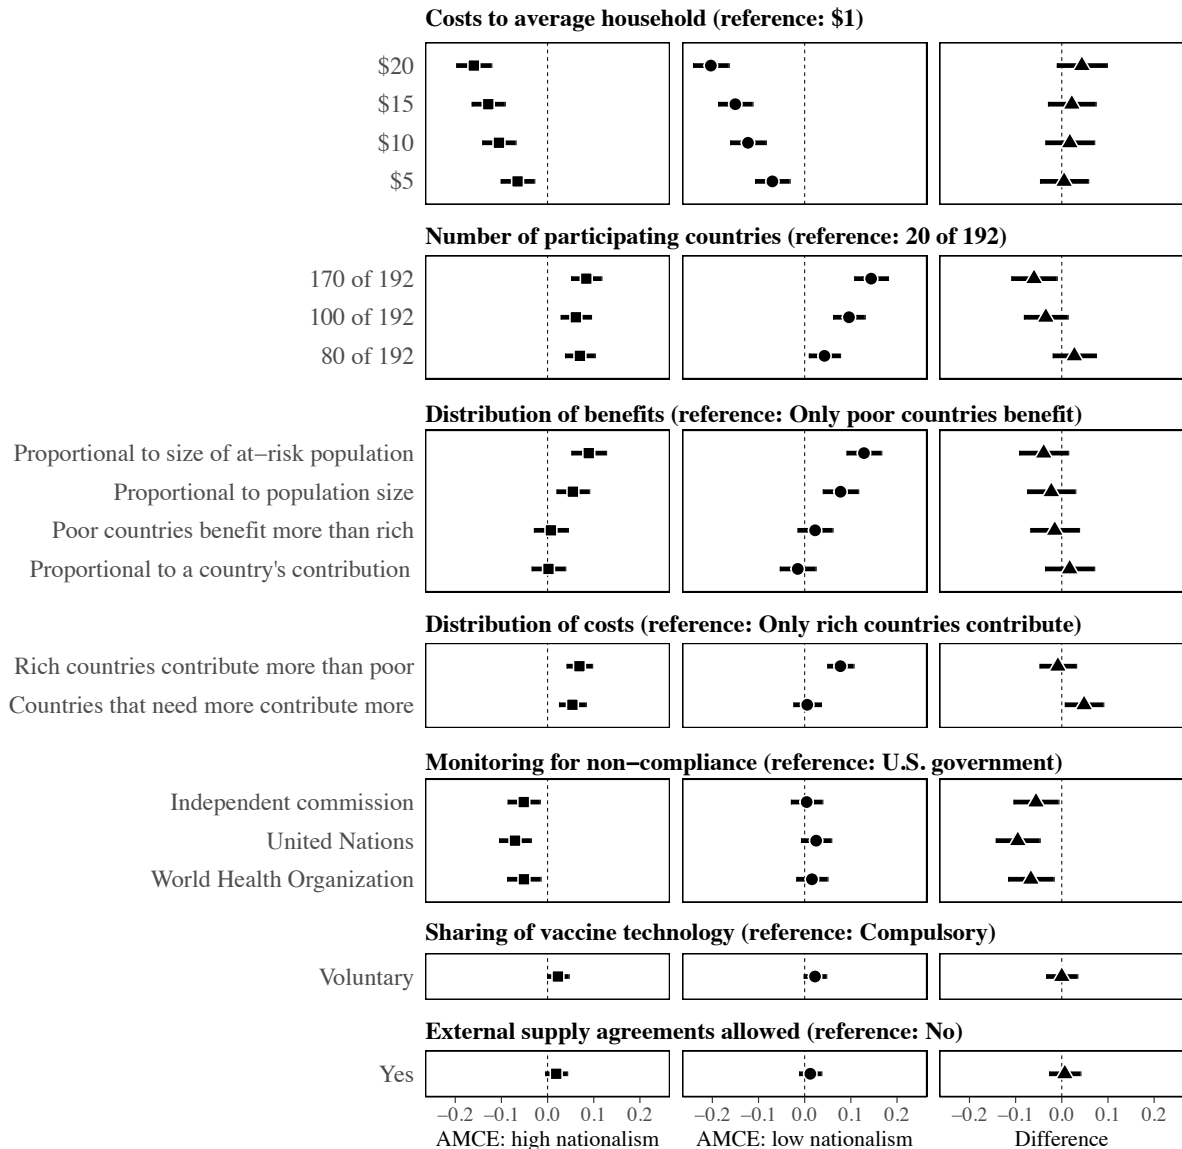 Costs to average household (reference: $1)
$20
$15
$10
$5
Number of participating countries (reference: 20 of 192)
170 of 192
100 of 192
80 of 192
Distribution of benefits (reference: Only poor countries benefit)
Proportional to size of at−risk population
Proportional to population size
Poor countries benefit more than rich
Proportional to a country's contribution
Distribution of costs (reference: Only rich countries contribute)
Rich countries contribute more than poor
Countries that need more contribute more
Monitoring for non−compliance (reference: U.S. government)
Independent commission
United Nations
World Health Organization
Sharing of vaccine technology (reference: Compulsory)
Voluntary
External supply agreements allowed (reference: No)
Yes
−0.2 −0.1 0.0 0.1 0.2 −0.2 −0.1 0.0 0.1 0.2 −0.2 −0.1 0.0 0.1 0.2
AMCE: high nationalism AMCE: low nationalism Difference